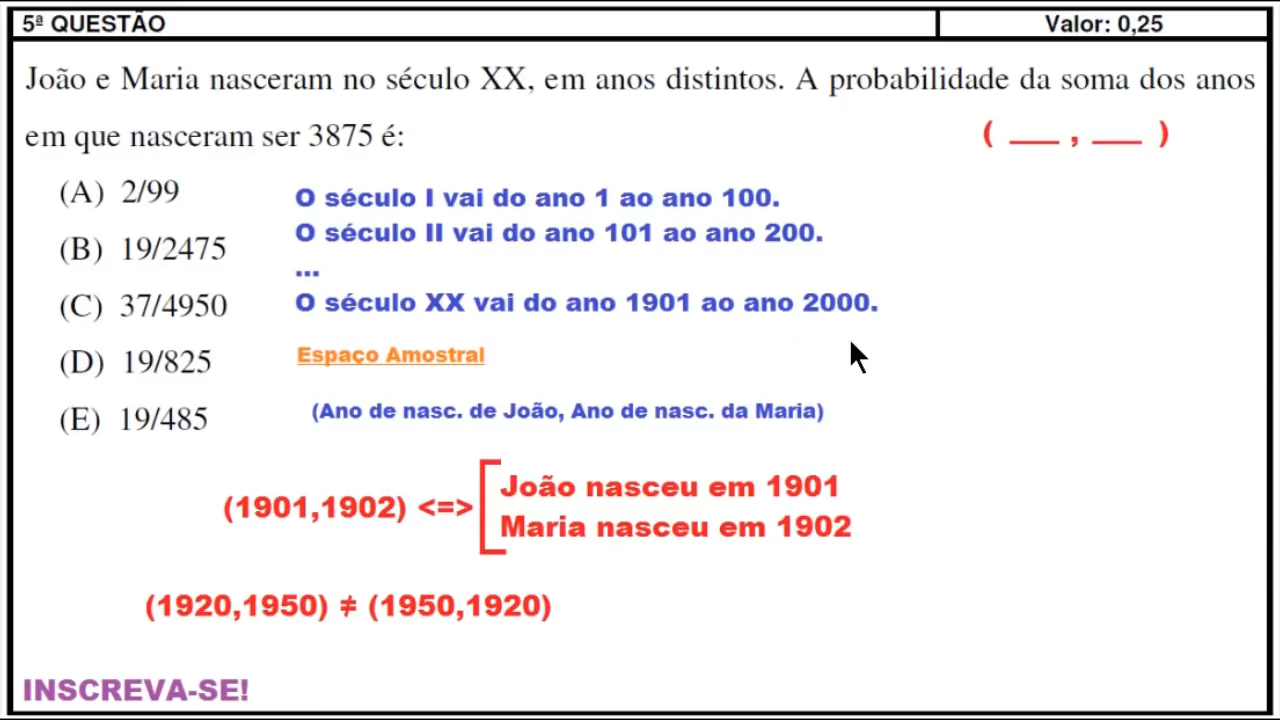 5ª QUESTÃO Valor: 0,25
João e Maria nasceram no século XX, em anos distintos. A probabilidade da soma dos anos
em que nasceram ser 3875 é:
( ___ , ___ )
(A) 2/99
(B) 19/2475
(C) 37/4950
(D) 19/825
(E) 19/485
O século I vai do ano 1 ao ano 100.
O século II vai do ano 101 ao ano 200.
...
O século XX vai do ano 1901 ao ano 2000.
Espaço Amostral
(Ano de nasc. de João, Ano de nasc. da Maria)
(1901,1902) <=> [ João nasceu em 1901
Maria nasceu em 1902
(1920,1950) ≠ (1950,1920)
INSCREVA-SE!